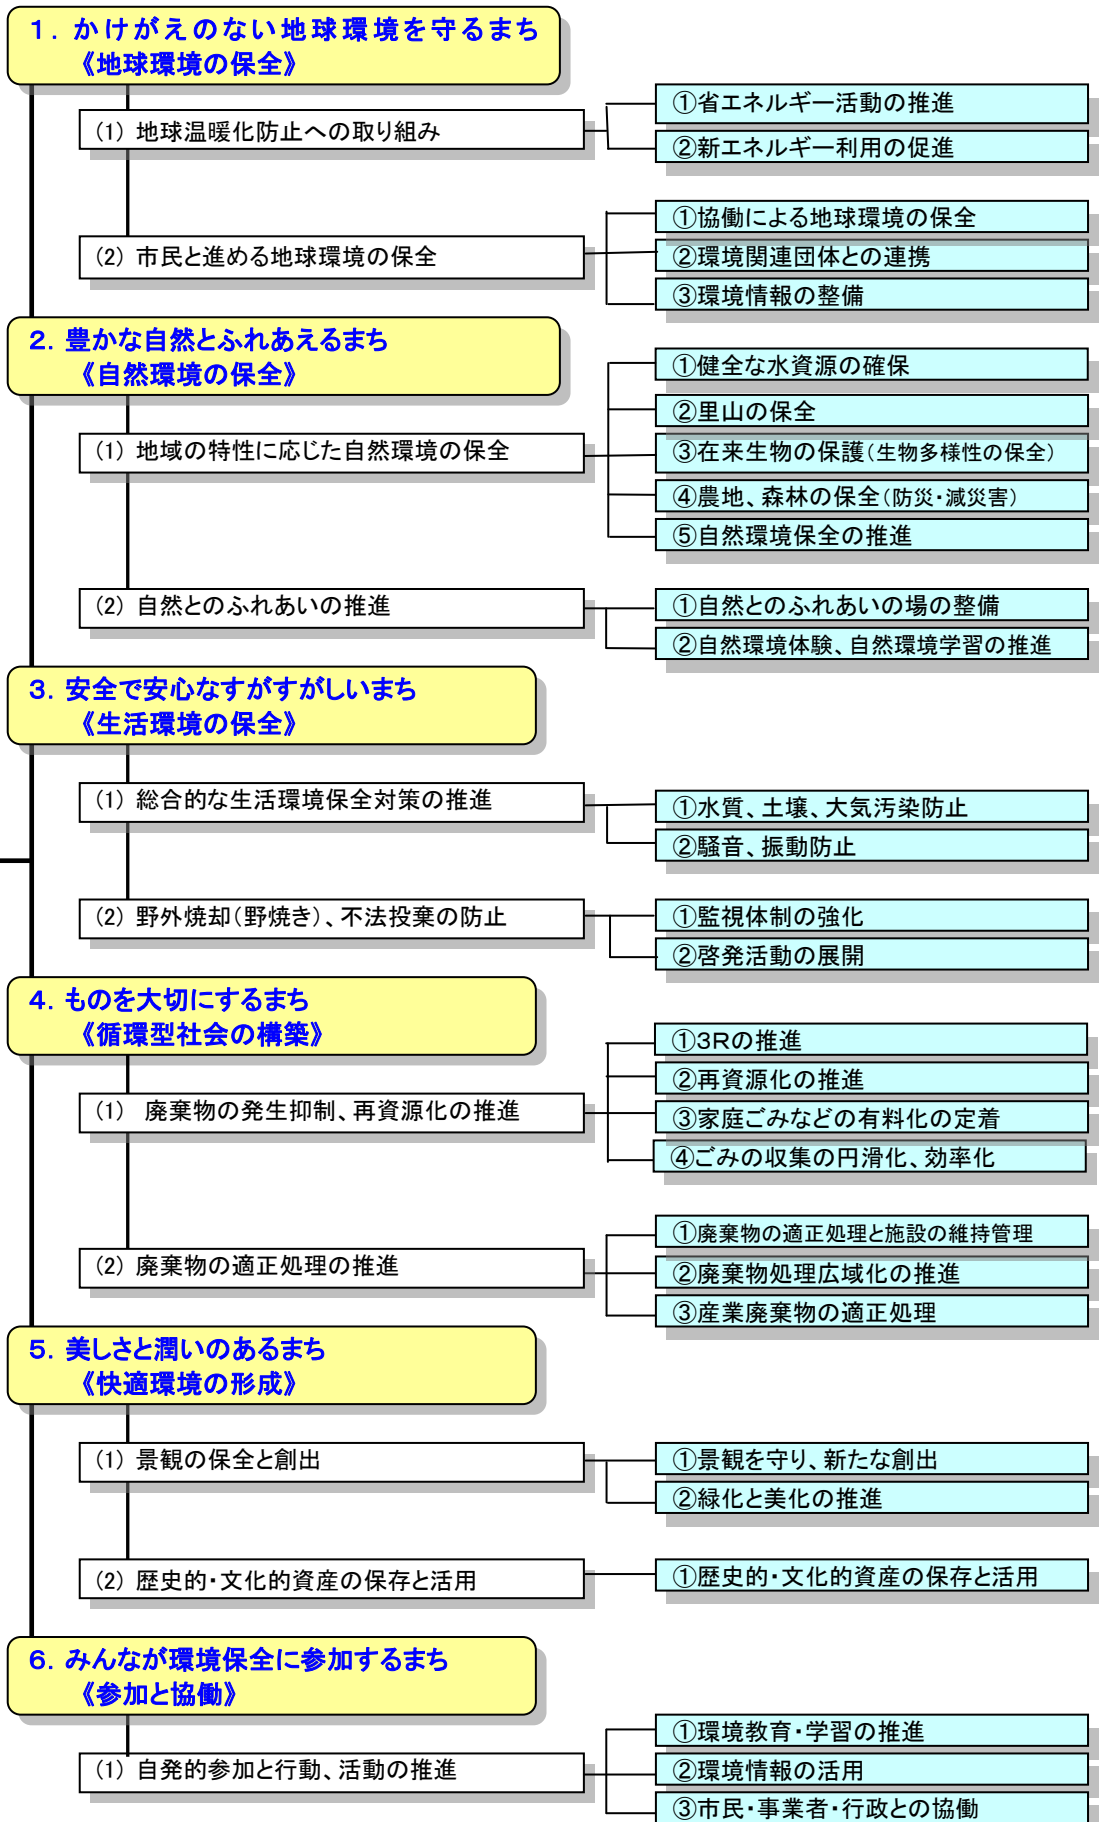 １．かけがえのない地球環境を守るまち
《地球環境の保全》
(1) 地球温暖化防止への取り組み
①省エネルギー活動の推進
②新エネルギー利用の促進
(2) 市民と進める地球環境の保全
①協働による地球環境の保全
②環境関連団体との連携
③環境情報の整備
２．豊かな自然とふれあえるまち
《自然環境の保全》
(1) 地域の特性に応じた自然環境の保全
①健全な水資源の確保
②里山の保全
③在来生物の保護（生物多様性の保全）
④農地、森林の保全（防災・減災害）
⑤自然環境保全の推進
(2) 自然とのふれあいの推進
①自然とのふれあいの場の整備
②自然環境体験、自然環境学習の推進
３．安全で安心なすがすがしいまち
《生活環境の保全》
(1) 総合的な生活環境保全対策の推進
①水質、土壌、大気汚染防止
②騒音、振動防止
(2) 野外焼却（野焼き）、不法投棄の防止
①監視体制の強化
②啓発活動の展開
４．ものを大切にするまち
《循環型社会の構築》
(1) 廃棄物の発生抑制、再資源化の推進
①３Ｒの推進
②再資源化の推進
③家庭ごみなどの有料化の定着
④ごみの収集の円滑化、効率化
(2) 廃棄物の適正処理の推進
①廃棄物の適正処理と施設の維持管理
②廃棄物処理広域化の推進
③産業廃棄物の適正処理
５．美しさと潤いのあるまち
《快適環境の形成》
(1) 景観の保全と創出
①景観を守り、新たな創出
②緑化と美化の推進
(2) 歴史的・文化的資産の保存と活用
①歴史的・文化的資産の保存と活用
６．みんなが環境保全に参加するまち
《参加と協働》
(1) 自発的参加と行動、活動の推進
①環境教育・学習の推進
②環境情報の活用
③市民・事業者・行政との協働